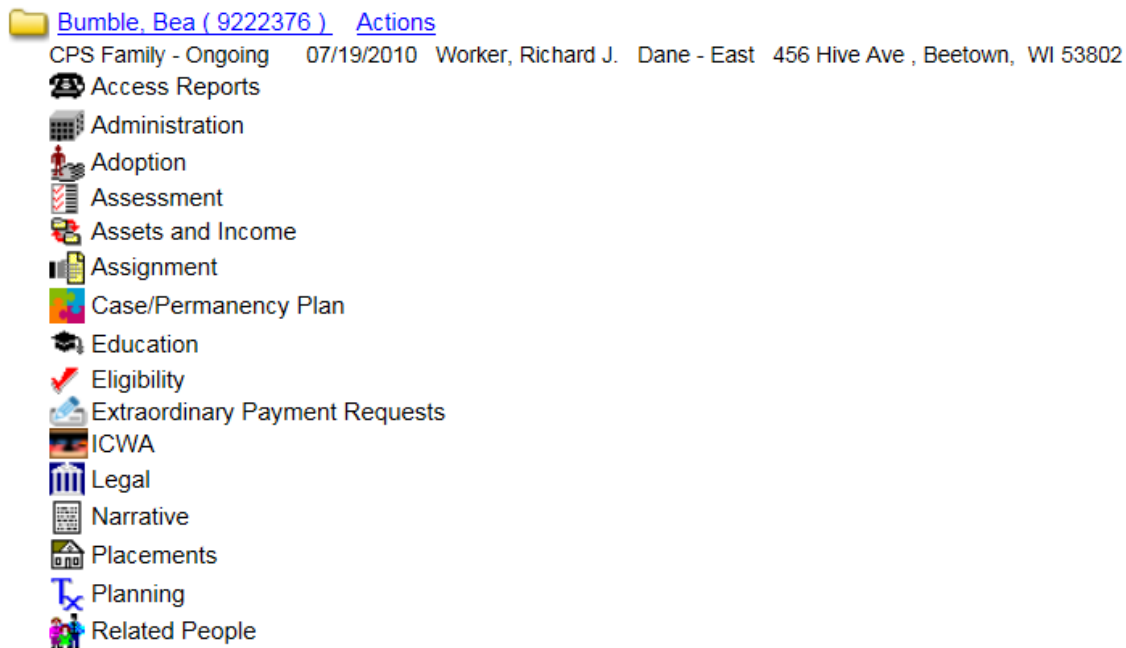 Bumble, Bea ( 9222376 ) Actions
CPS Family - Ongoing 07/19/2010 Worker, Richard J. Dane - East 456 Hive Ave , Beetown, WI 53802
Access Reports
Administration
Adoption
Assessment
Assets and Income
Assignment
Case/Permanency Plan
Education
Eligibility
Extraordinary Payment Requests
ICWA
Legal
Narrative
Placements
Tx Planning
Related People